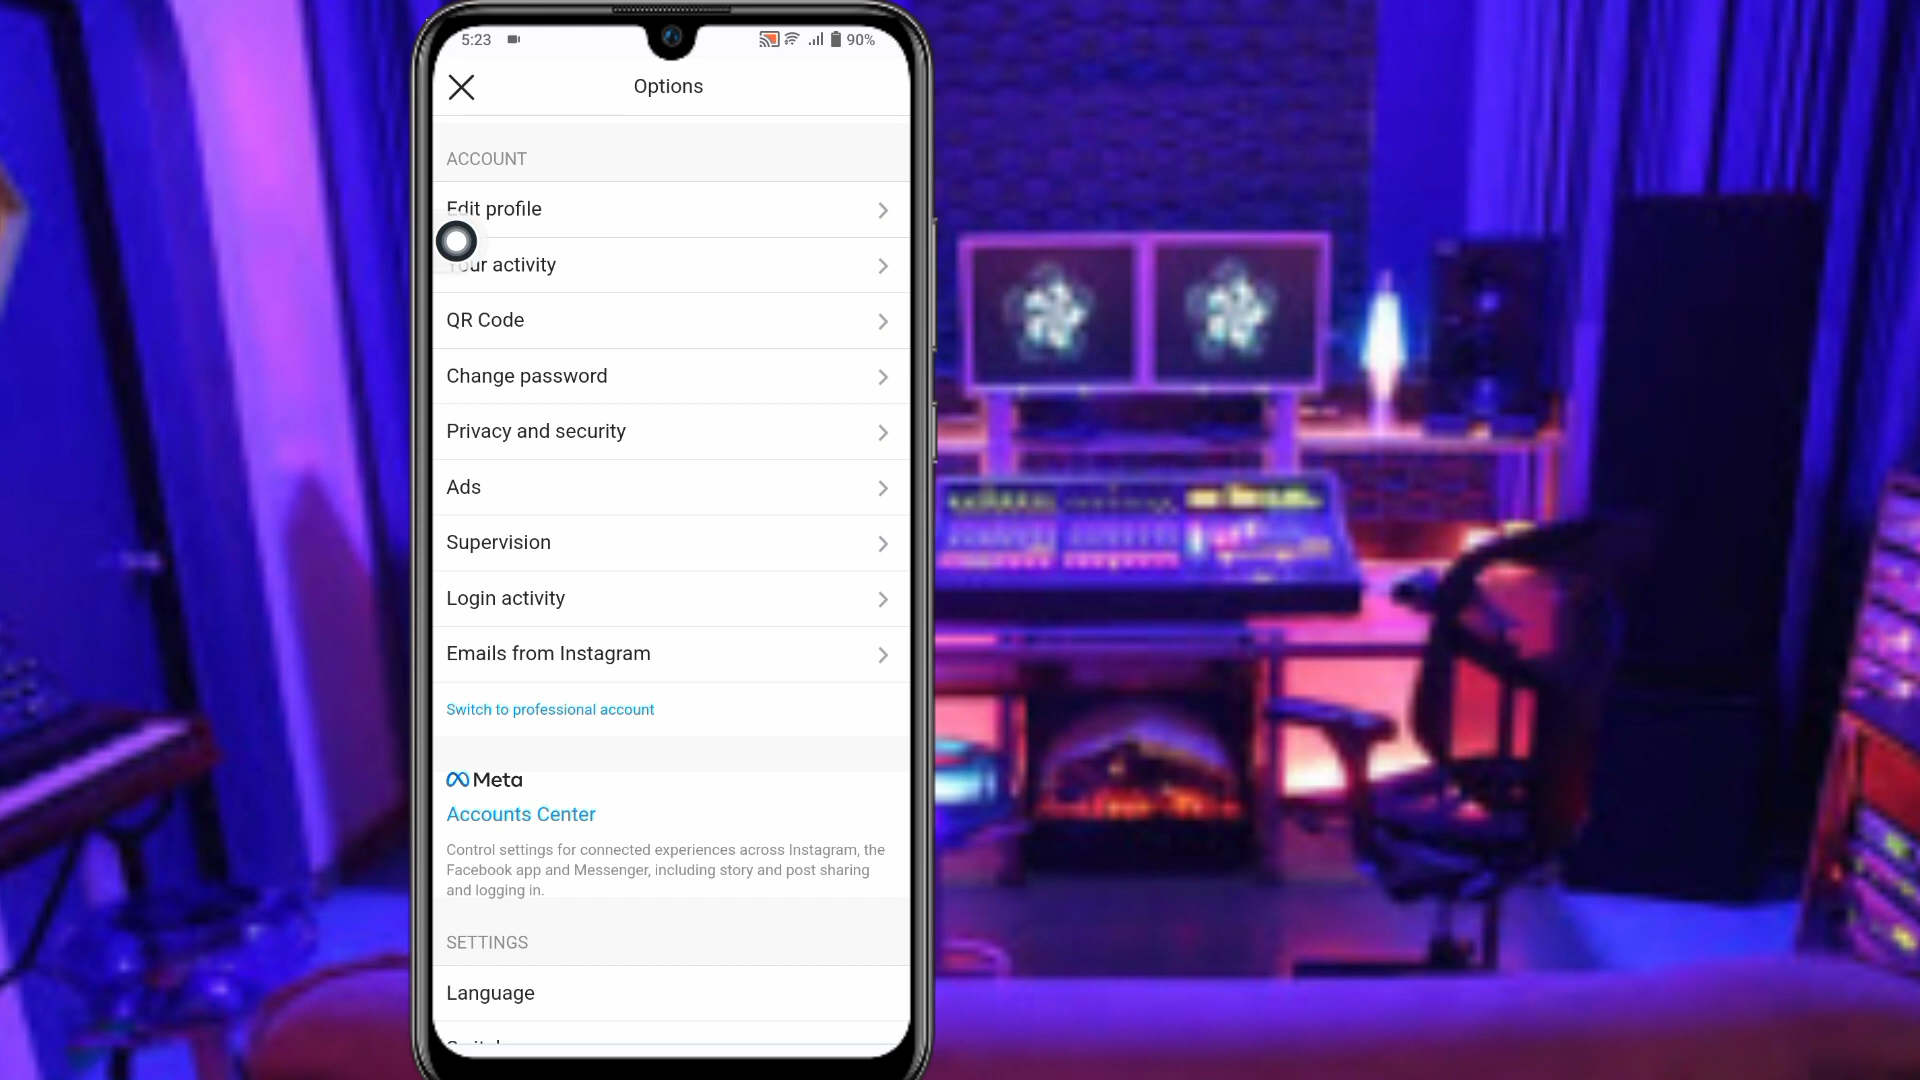 5:23
90%
Options
ACCOUNT
Edit profile
Your activity
QR Code
Change password
Privacy and security
Ads
Supervision
Login activity
Emails from Instagram
Switch to professional account
Meta
Accounts Center
Control settings for connected experiences across Instagram, the
Facebook app and Messenger, including story and post sharing
and logging in.
SETTINGS
Language